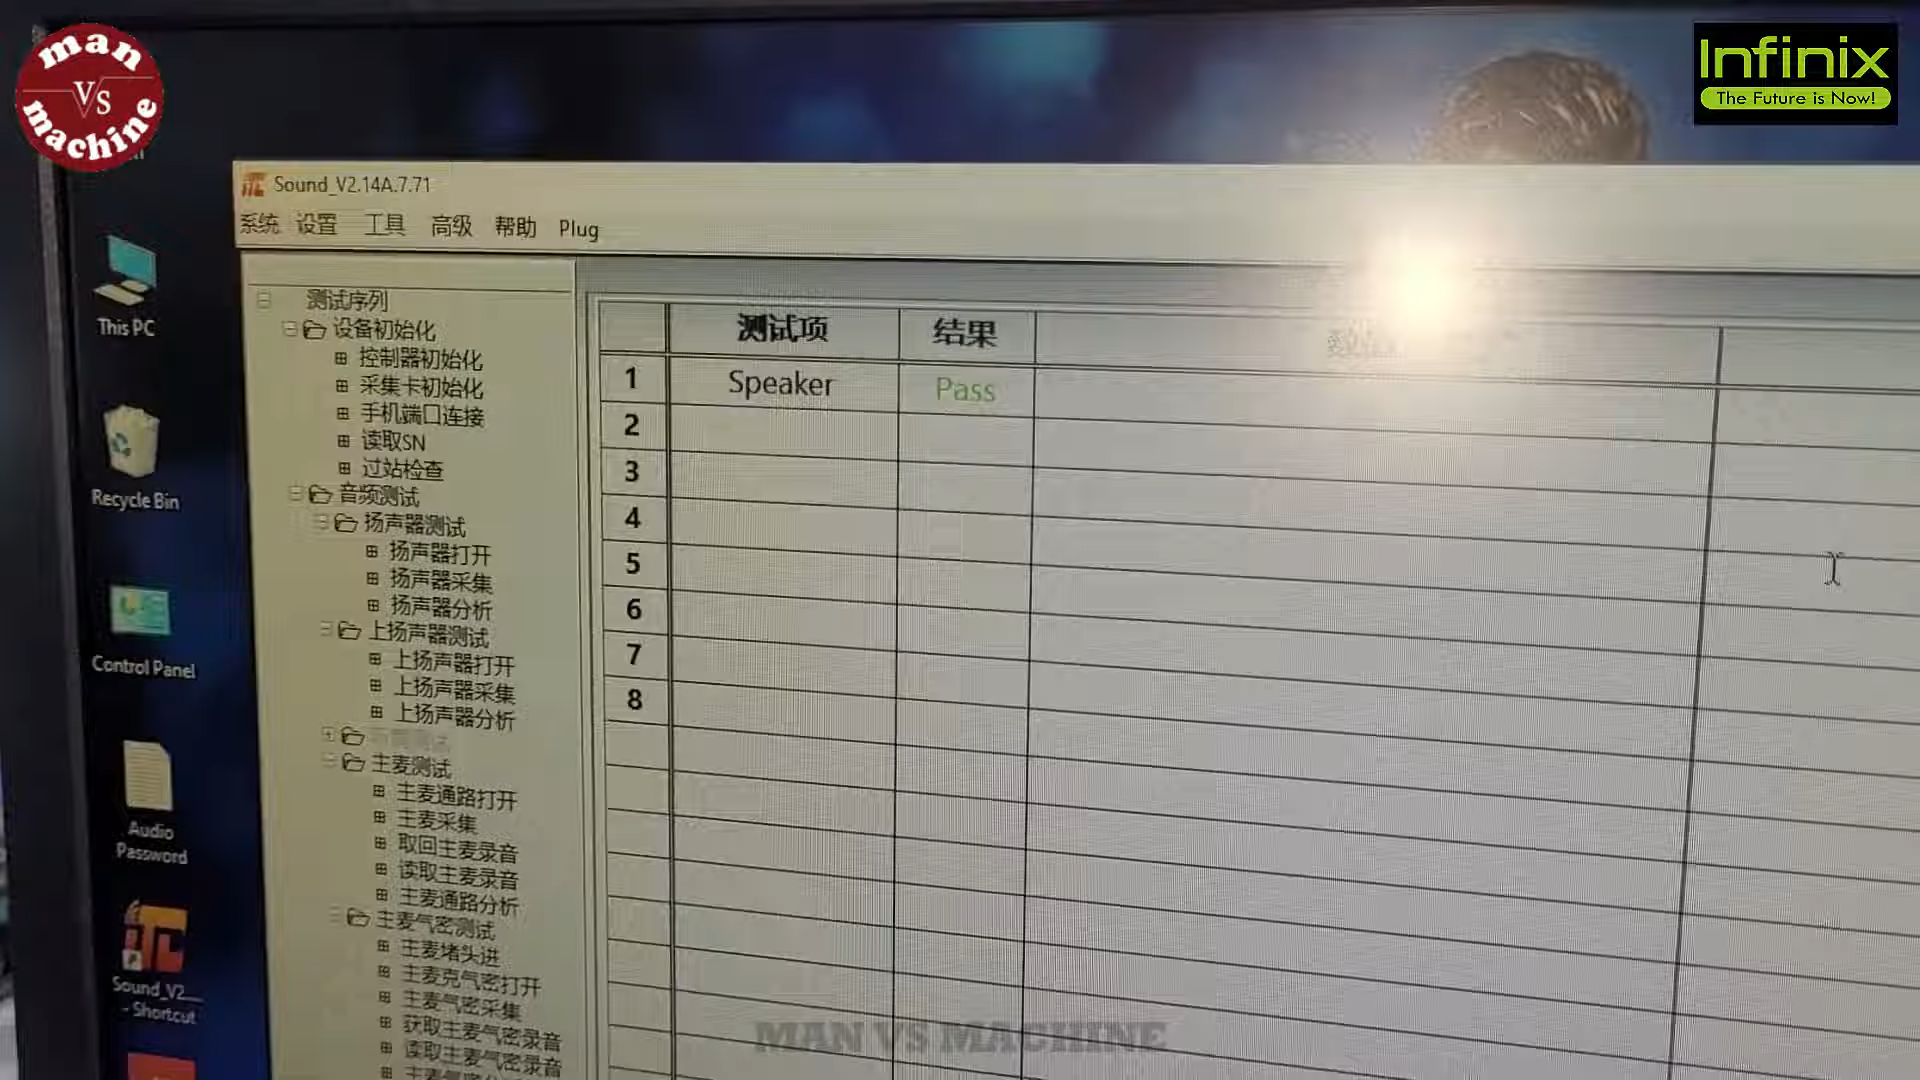 man
VS
machine
Infinix
The Future is Now!
Sound_V2.14A.7.71
系统 设置 工具 高级 帮助 Plug
This PC
Recycle Bin
Control Panel
Audio
Password
Sound_V2...
- Shortcut
测试序列
设备初始化
控制器初始化
采集卡初始化
手机端口连接
读取SN
过站检查
音频测试
扬声器测试
扬声器打开
扬声器采集
扬声器分析
上扬声器测试
上扬声器打开
上扬声器采集
上扬声器分析
主麦测试
主麦通路打开
主麦采集
取回主麦录音
读取主麦录音
主麦通路分析
主麦气密测试
主麦堵头进
主麦克气密打开
主麦气密采集
获取主麦气密录音
读取主麦气密录音
测试项 结果
1 Speaker Pass
2
3
4
5
6
7
8
MAN VS MACHINE